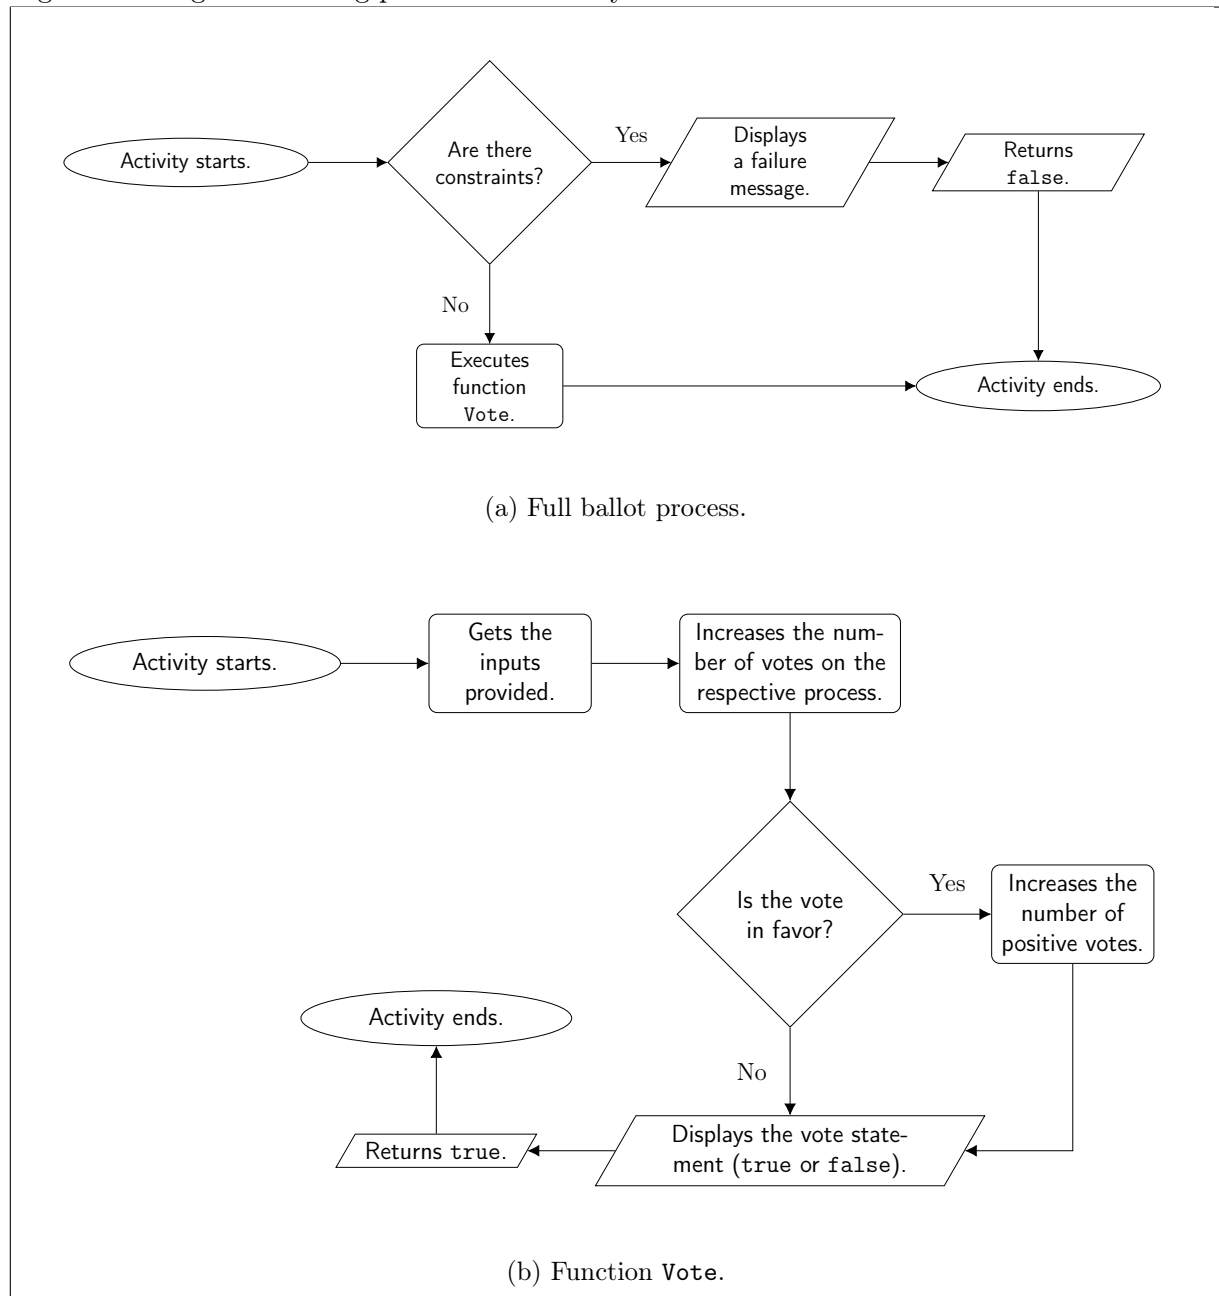 Activity starts.
Are there
constraints?
Yes
Displays
a failure
message.
Returns
false.
No
Executes
function
Vote.
Activity ends.
(a) Full ballot process.
Activity starts.
Gets the
inputs
provided.
Increases the num-
ber of votes on the
respective process.
Is the vote
in favor?
Yes
Increases the
number of
positive votes.
Activity ends.
No
Returns true.
Displays the vote state-
ment (true or false).
(b) Function Vote.